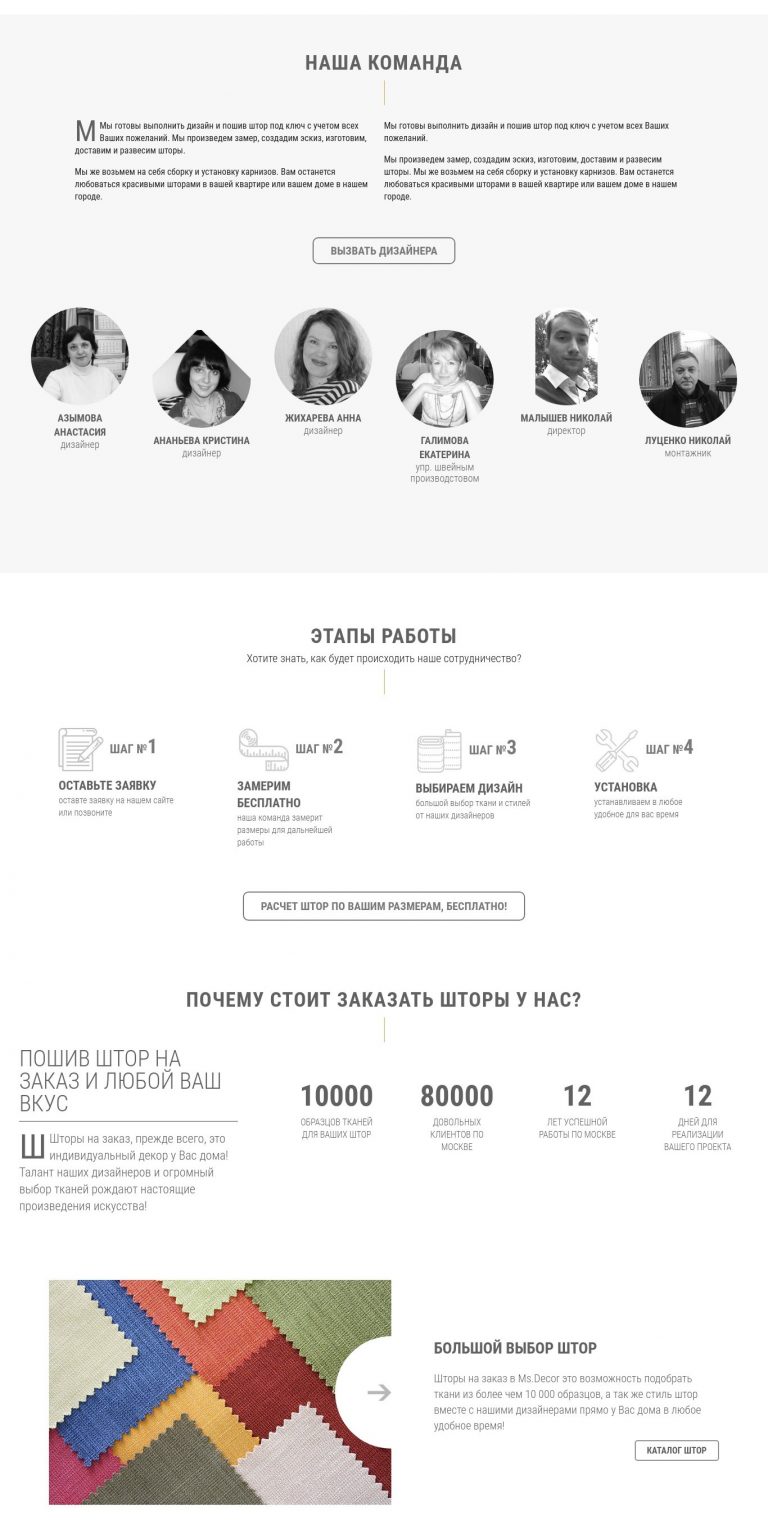 НАША КОМАНДА
М Мы готовы выполнить дизайн и пошив штор под ключ с учетом всех
Ваших пожеланий. Мы произведем замер, создадим эскиз, изготовим,
доставим и развесим шторы.
Мы же возьмем на себя сборку и установку карнизов. Вам останется
любоваться красивыми шторами в вашей квартире или вашем доме в нашем
городе.
Мы готовы выполнить дизайн и пошив штор под ключ с учетом всех Ваших
пожеланий.
Мы произведем замер, создадим эскиз, изготовим, доставим и развесим
шторы. Мы же возьмем на себя сборку и установку карнизов. Вам останется
любоваться красивыми шторами в вашей квартире или вашем доме в нашем
городе.
ВЫЗВАТЬ ДИЗАЙНЕРА
АЗЫМОВА
АНАСТАСИЯ
дизайнер
АНАНЬЕВА КРИСТИНА
дизайнер
ЖИХАРЕВА АННА
дизайнер
ГАЛИМОВА
ЕКАТЕРИНА
упр. швейным
производстовом
МАЛЫШЕВ НИКОЛАЙ
директор
ЛУЦЕНКО НИКОЛАЙ
монтажник
ЭТАПЫ РАБОТЫ
Хотите знать, как будет происходить наше сотрудничество?
ШАГ №1
ОСТАВЬТЕ ЗАЯВКУ
оставте заявку на нашем сайте
или позвоните
ШАГ №2
ЗАМЕРИМ
БЕСПЛАТНО
наша команда замерит
размеры для дальнейшей
работы
ШАГ №3
ВЫБИРАЕМ ДИЗАЙН
большой выбор ткани и стилей
от наших дизайнеров
ШАГ №4
УСТАНОВКА
устанавливаем в любое
удобное для вас время
РАСЧЕТ ШТОР ПО ВАШИМ РАЗМЕРАМ, БЕСПЛАТНО!
ПОЧЕМУ СТОИТ ЗАКАЗАТЬ ШТОРЫ У НАС?
ПОШИВ ШТОР НА
ЗАКАЗ И ЛЮБОЙ ВАШ
ВКУС
Ш Шторы на заказ, прежде всего, это
индивидуальный декор у Вас дома!
Талант наших дизайнеров и огромный
выбор тканей рождают настоящие
произведения искусства!
10000
ОБРАЗЦОВ ТКАНЕЙ
ДЛЯ ВАШИХ ШТОР
80000
ДОВОЛЬНЫХ
КЛИЕНТОВ ПО
МОСКВЕ
12
ЛЕТ УСПЕШНОЙ
РАБОТЫ ПО МОСКВЕ
12
ДНЕЙ ДЛЯ
РЕАЛИЗАЦИИ
ВАШЕГО ПРОЕКТА
БОЛЬШОЙ ВЫБОР ШТОР
Шторы на заказ в Ms.Decor это возможность подобрать
ткани из более чем 10 000 образцов, а так же стиль штор
вместе с нашими дизайнерами прямо у Вас дома в любое
удобное время!
КАТАЛОГ ШТОР